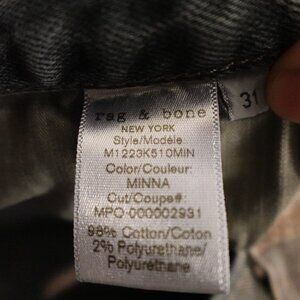 rag & bone
NEW YORK
Style/Modèle
M1223K510MIN
Color/Couleur:
MINNA
Cut/Coupe#:
MPO-000002931
98% Cotton/Coton
2% Polyurethane/
Polyurethane
31